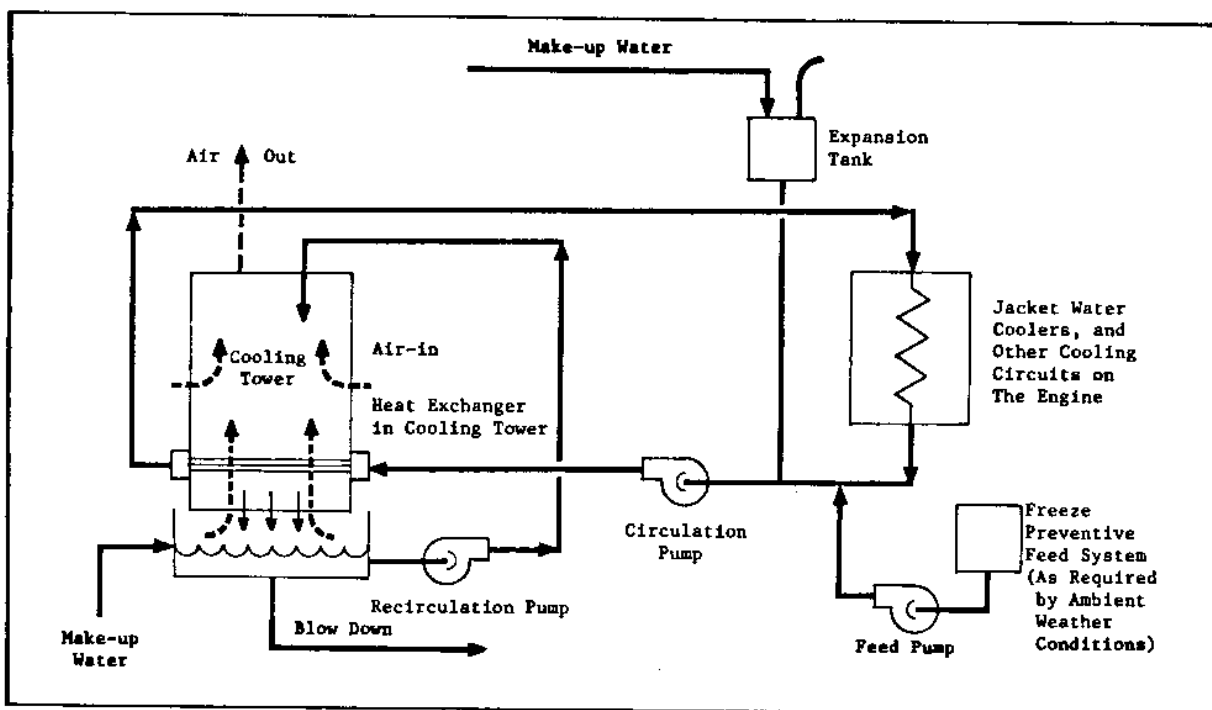 Make-up Water
Expansion
Tank
Air Out
Jacket Water
Coolers, and
Other Cooling
Circuits on
The Engine
Air-in
Cooling
Tower
Heat Exchanger
in Cooling Tower
Circulation
Pump
Freeze
Preventive
Feed System
(As Required
by Ambient
Weather
Conditions)
Recirculation Pump
Blow Down
Make-up
Water
Feed Pump